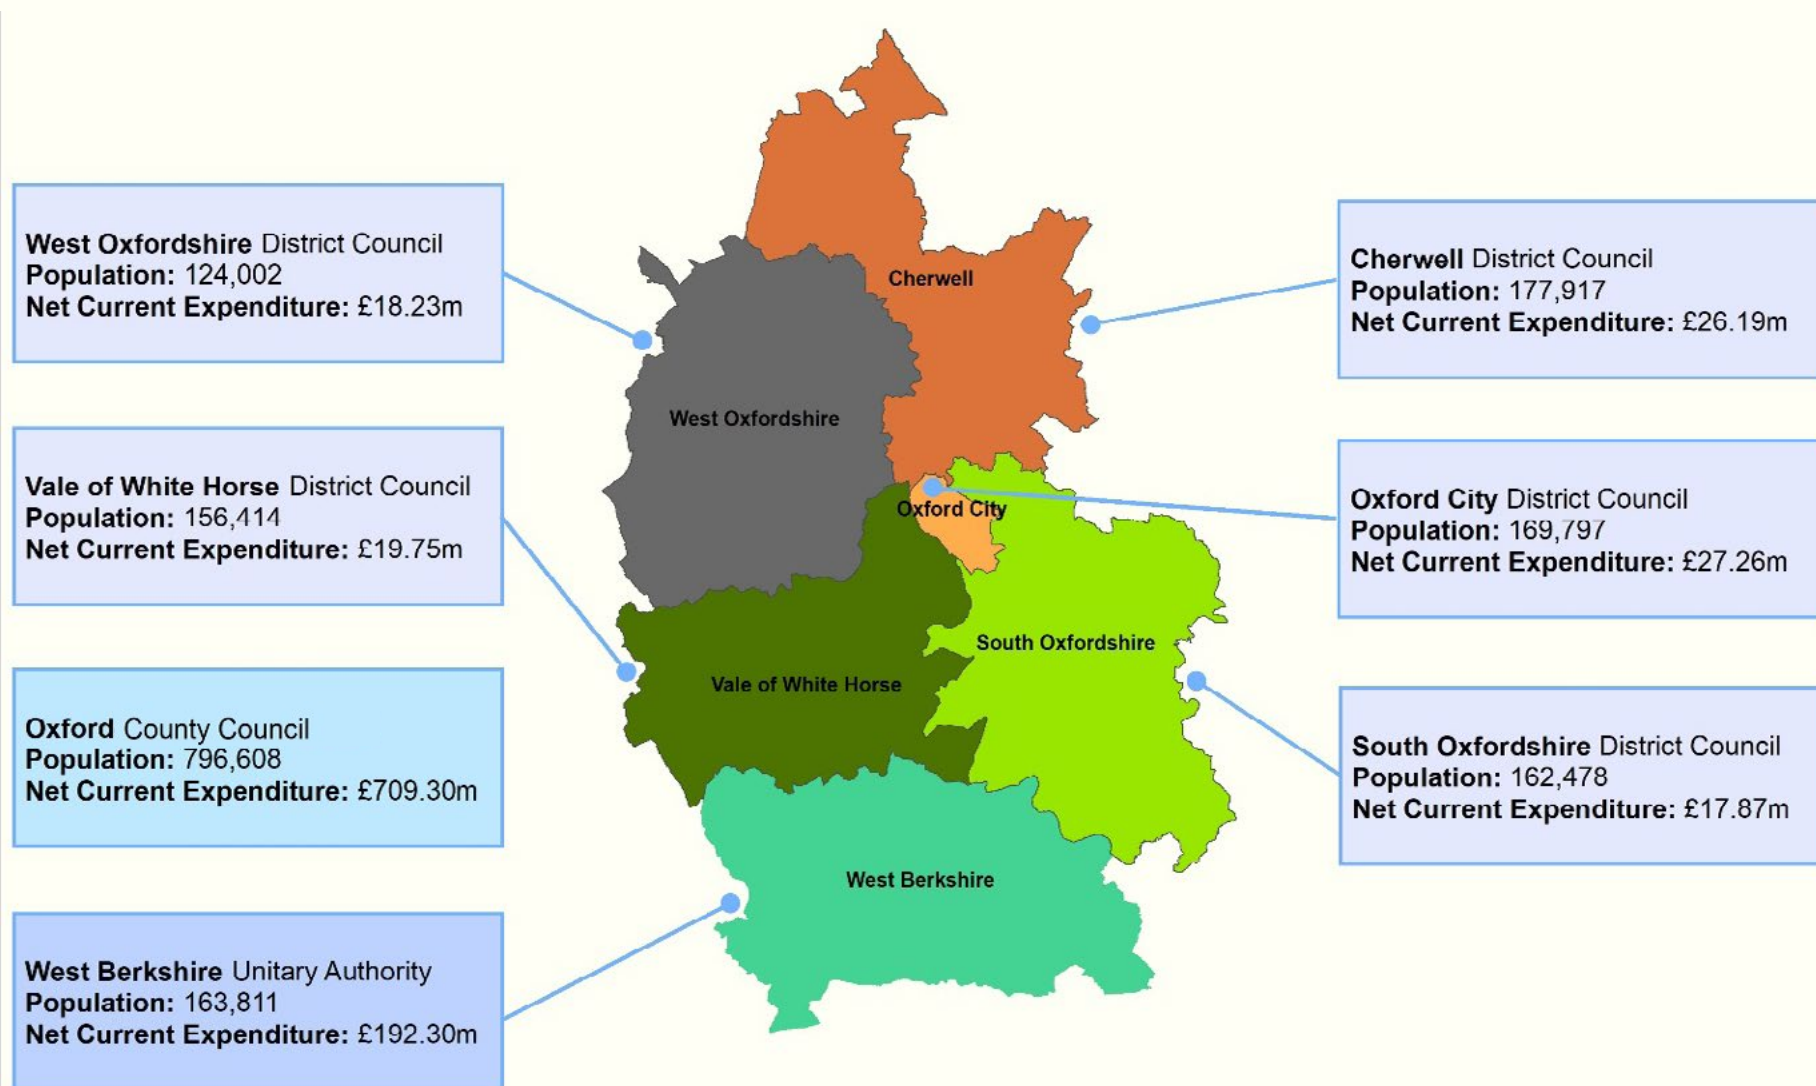 West Oxfordshire District Council
Population: 124,002
Net Current Expenditure: £18.23m
Vale of White Horse District Council
Population: 156,414
Net Current Expenditure: £19.75m
Oxford County Council
Population: 796,608
Net Current Expenditure: £709.30m
West Berkshire Unitary Authority
Population: 163,811
Net Current Expenditure: £192.30m
Cherwell
West Oxfordshire
Oxford City
South Oxfordshire
Vale of White Horse
West Berkshire
Cherwell District Council
Population: 177,917
Net Current Expenditure: £26.19m
Oxford City District Council
Population: 169,797
Net Current Expenditure: £27.26m
South Oxfordshire District Council
Population: 162,478
Net Current Expenditure: £17.87m